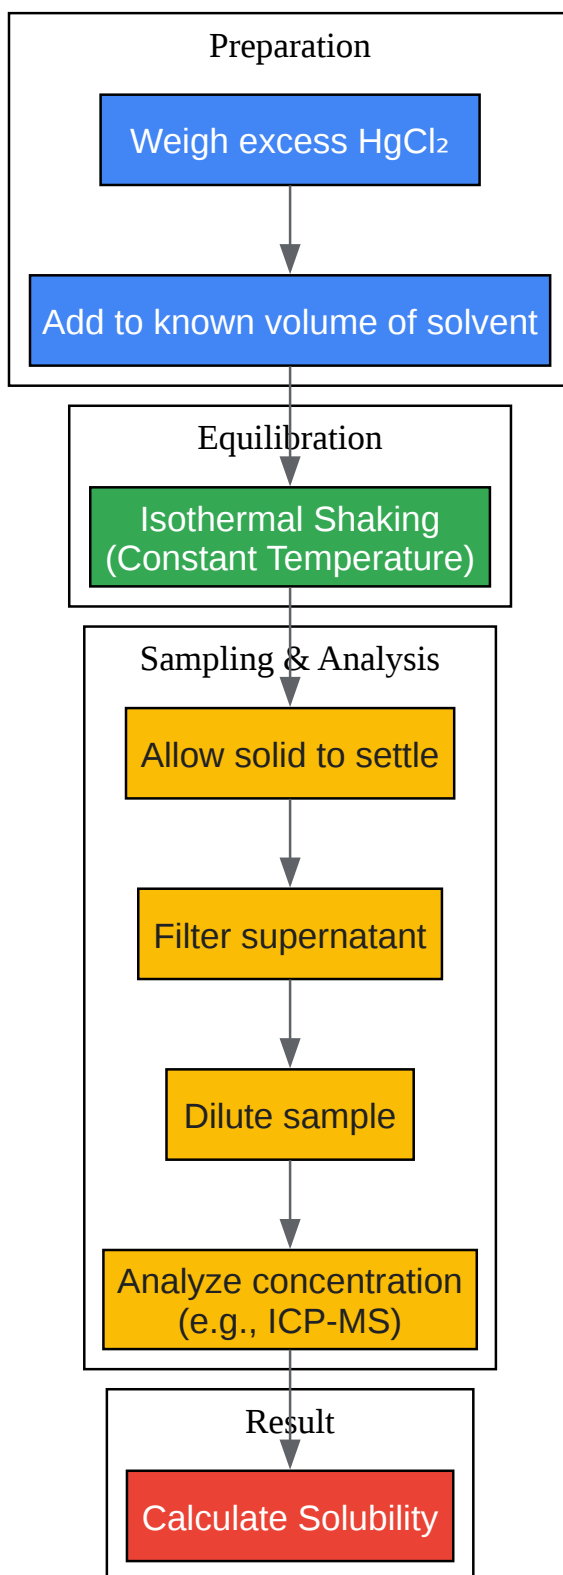 Preparation
Weigh excess HgCl₂
Add to known volume of solvent
Equilibration
Isothermal Shaking
(Constant Temperature)
Sampling & Analysis
Allow solid to settle
Filter supernatant
Dilute sample
Analyze concentration
(e.g., ICP-MS)
Result
Calculate Solubility